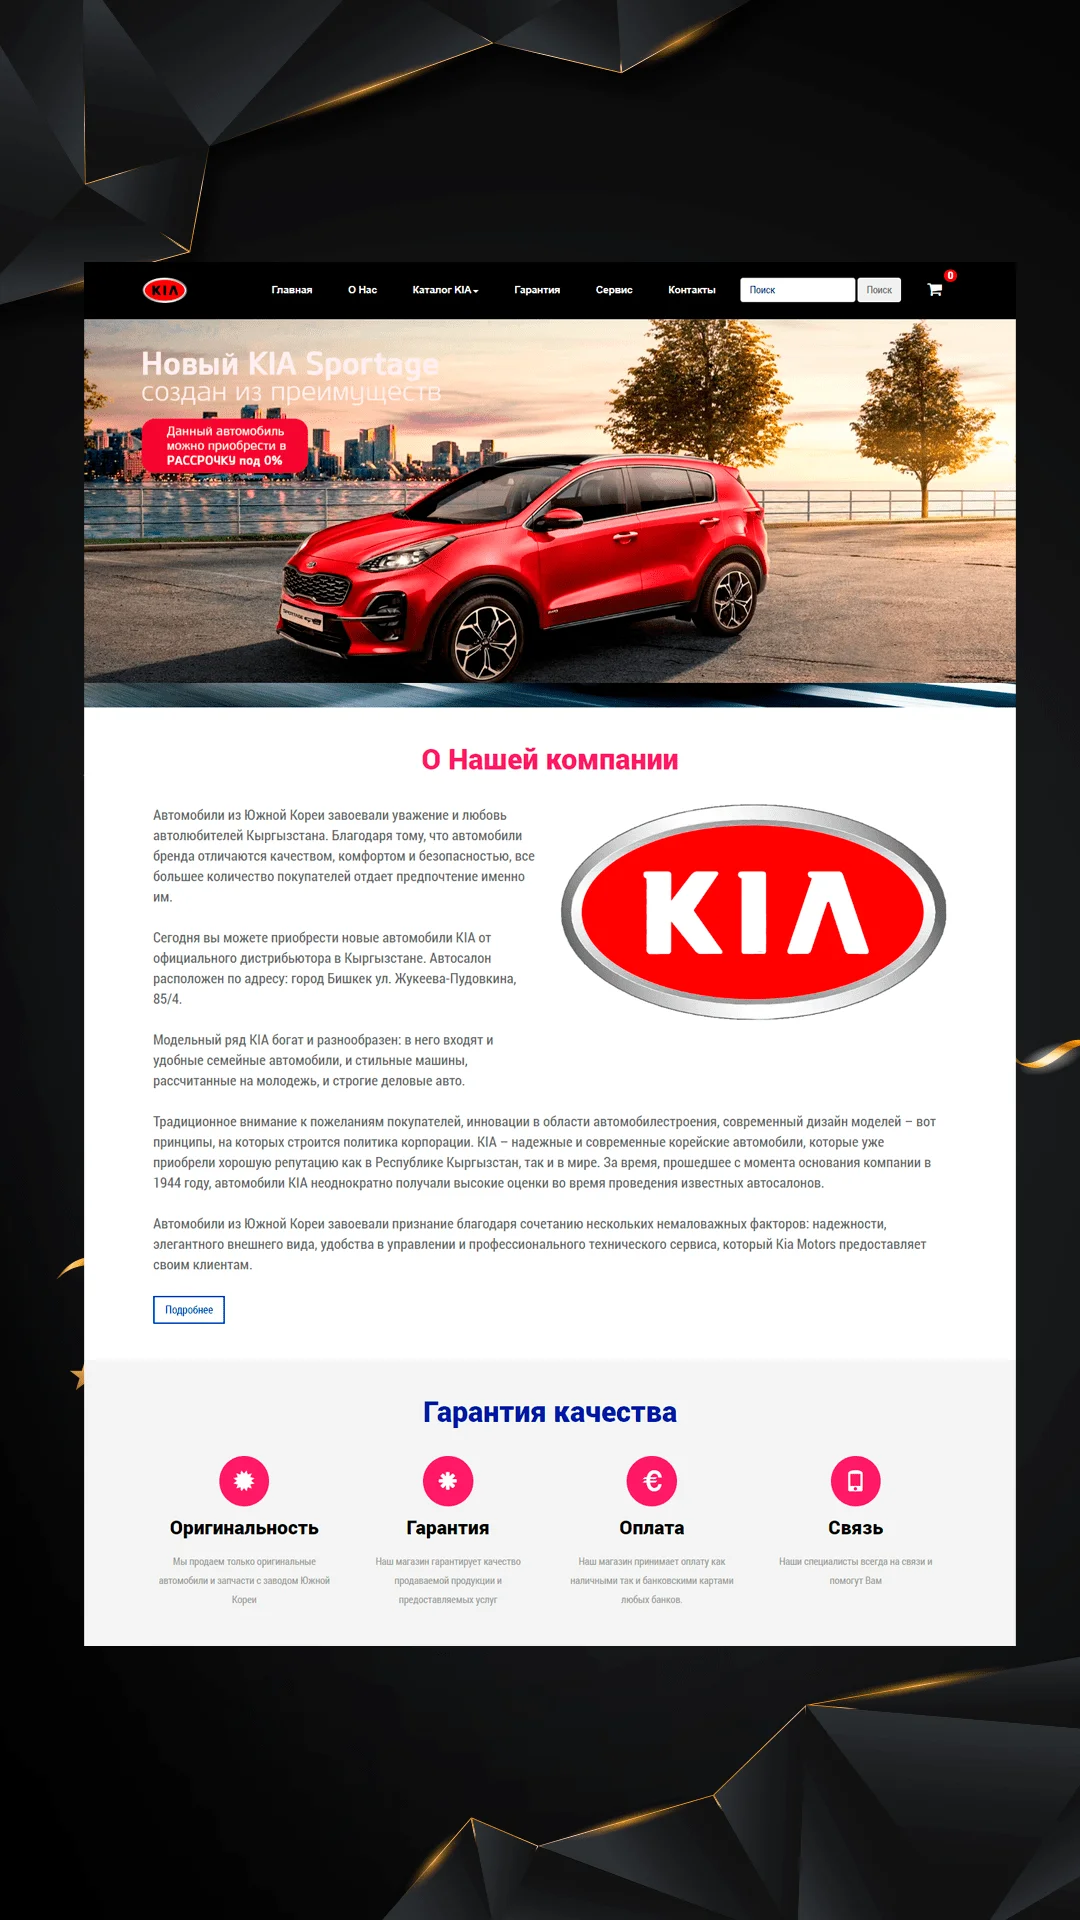 KIA
Главная О Нас Каталог KIA Гарантия Сервис Контакты Поиск Поиск 0
Новый KIA Sportage
создан из преимуществ
Данный автомобиль
можно приобрести в
РАССРОЧКУ под 0%
SPORTAGE
О Нашей компании
Автомобили из Южной Кореи завоевали уважение и любовь
автолюбителей Кыргызстана. Благодаря тому, что автомобили
бренда отличаются качеством, комфортом и безопасностью, все
большее количество покупателей отдает предпочтение именно
им.
KIA
Сегодня вы можете приобрести новые автомобили KIA от
официального дистрибьютора в Кыргызстане. Автосалон
расположен по адресу: город Бишкек ул. Жукеева-Пудовкина,
85/4.
Модельный ряд KIA богат и разнообразен: в него входят и
удобные семейные автомобили, и стильные машины,
рассчитанные на молодежь, и строгие деловые авто.
Традиционное внимание к пожеланиям покупателей, инновации в области автомобилестроения, современный дизайн моделей – вот
принципы, на которых строится политика корпорации. KIA – надежные и современные корейские автомобили, которые уже
приобрели хорошую репутацию как в Республике Кыргызстан, так и в мире. За время, прошедшее с момента основания компании в
1944 году, автомобили KIA неоднократно получали высокие оценки во время проведения известных автосалонов.
Автомобили из Южной Кореи завоевали признание благодаря сочетанию нескольких немаловажных факторов: надежности,
элегантного внешнего вида, удобства в управлении и профессионального технического сервиса, который Kia Motors предоставляет
своим клиентам.
Подробнее
Гарантия качества
Оригинальность
Мы продаем только оригинальные
автомобили и запчасти с заводом Южной
Кореи
Гарантия
Наш магазин гарантирует качество
продаваемой продукции и
предоставляемых услуг
€
Оплата
Наш магазин принимает оплату как
наличными так и банковскими картами
любых банков.
Связь
Наши специалисты всегда на связи и
помогут Вам